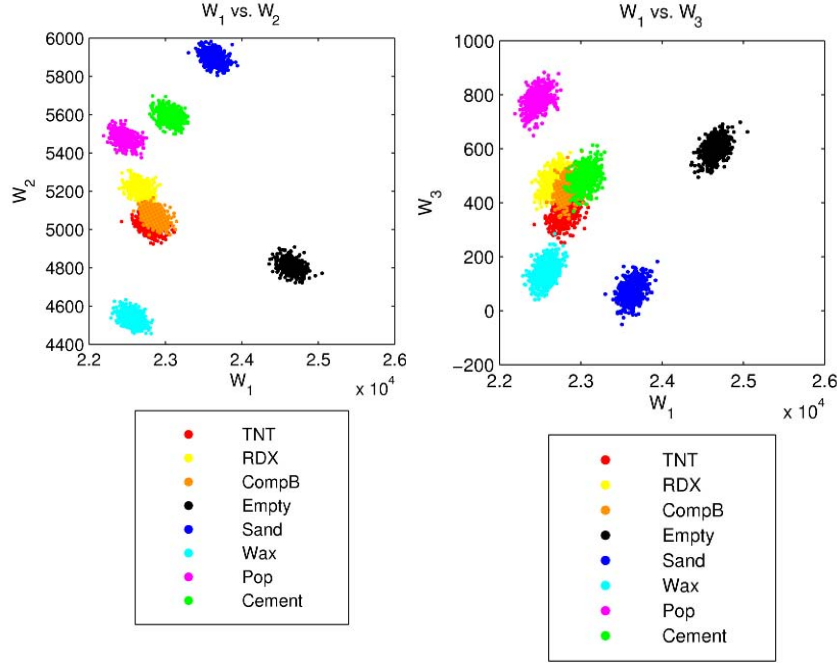 W1 vs. W2
6000
5800
5600
5400
5200
5000
4800
4600
4400
W2
2.2 2.3 2.4 2.5 2.6
W1
x 10^4
TNT
RDX
CompB
Empty
Sand
Wax
Pop
Cement
W1 vs. W3
1000
800
600
400
200
0
−200
W3
2.2 2.3 2.4 2.5 2.6
W1
x 10^4
TNT
RDX
CompB
Empty
Sand
Wax
Pop
Cement